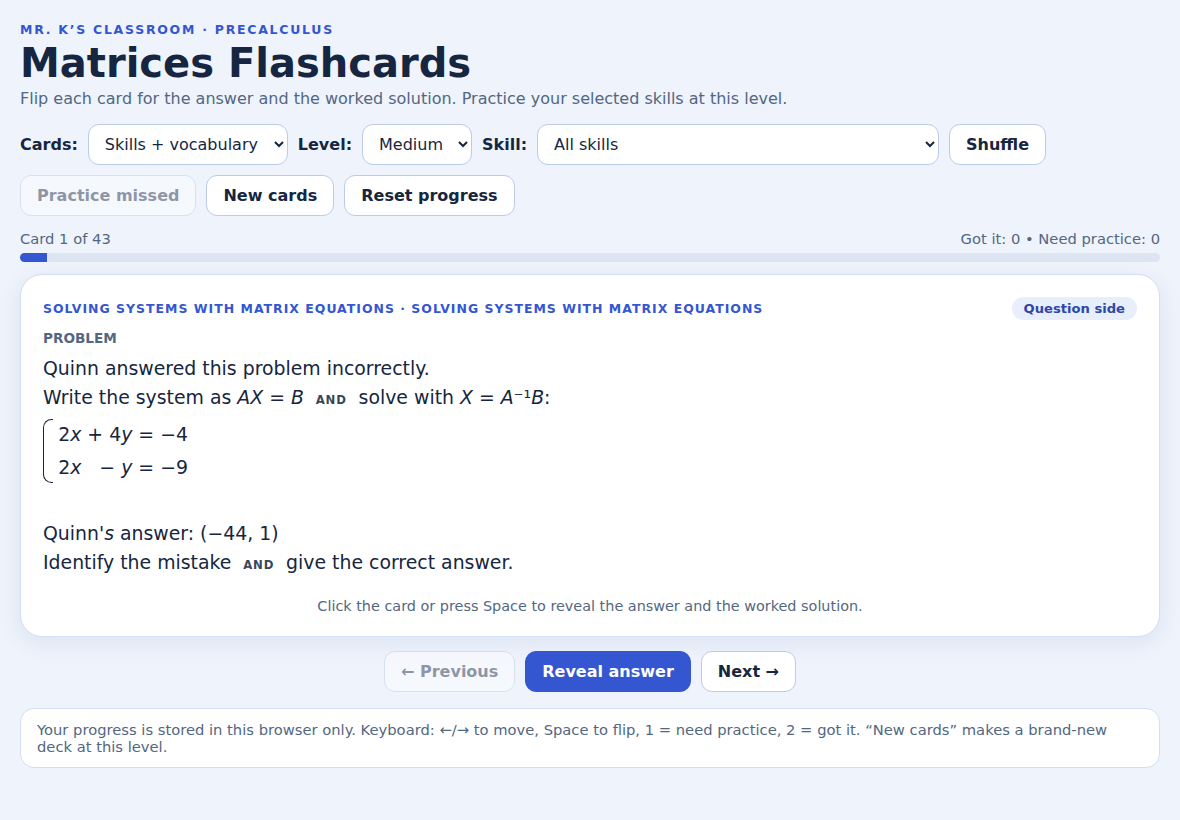 MR. K’S CLASSROOM · PRECALCULUS
Matrices Flashcards
Flip each card for the answer and the worked solution. Practice your selected skills at this level.
Cards: Skills + vocabulary Level: Medium Skill: All skills Shuffle
Practice missed New cards Reset progress
Card 1 of 43 Got it: 0 • Need practice: 0
SOLVING SYSTEMS WITH MATRIX EQUATIONS · SOLVING SYSTEMS WITH MATRIX EQUATIONS Question side
PROBLEM
Quinn answered this problem incorrectly.
Write the system as AX = B AND solve with X = A⁻¹B:
2x + 4y = −4
2x − y = −9
Quinn's answer: (−44, 1)
Identify the mistake AND give the correct answer.
Click the card or press Space to reveal the answer and the worked solution.
← Previous Reveal answer Next →
Your progress is stored in this browser only. Keyboard: ←/→ to move, Space to flip, 1 = need practice, 2 = got it. “New cards” makes a brand-new
deck at this level.